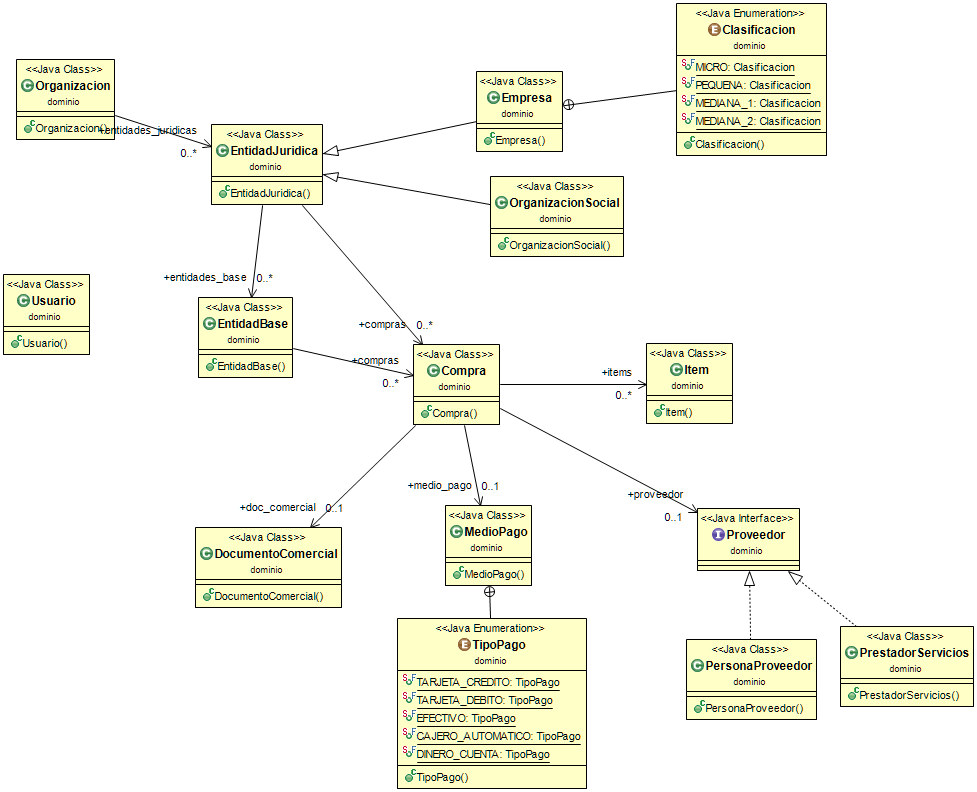 <<Java Enumeration>>
Clasificacion
dominio
MICRO: Clasificacion
PEQUENA: Clasificacion
MEDIANA_1: Clasificacion
MEDIANA_2: Clasificacion
Clasificacion()
<<Java Class>>
Organizacion
dominio
Organizacion()
+entidades_juridicas
0..*
<<Java Class>>
Empresa
dominio
Empresa()
<<Java Class>>
EntidadJuridica
dominio
EntidadJuridica()
<<Java Class>>
OrganizacionSocial
dominio
OrganizacionSocial()
+entidades_base
0..*
<<Java Class>>
Usuario
dominio
Usuario()
<<Java Class>>
EntidadBase
dominio
EntidadBase()
+compras
0..*
+compras
0..*
<<Java Class>>
Compra
dominio
Compra()
+items
0..*
<<Java Class>>
Item
dominio
Item()
+doc_comercial
0..1
+medio_pago
0..1
+proveedor
0..1
<<Java Class>>
DocumentoComercial
dominio
DocumentoComercial()
<<Java Class>>
MedioPago
dominio
MedioPago()
<<Java Interface>>
Proveedor
dominio
<<Java Enumeration>>
TipoPago
dominio
TARJETA_CREDITO: TipoPago
TARJETA_DEBITO: TipoPago
EFECTIVO: TipoPago
CAJERO_AUTOMATICO: TipoPago
DINERO_CUENTA: TipoPago
TipoPago()
<<Java Class>>
PersonaProveedor
dominio
PersonaProveedor()
<<Java Class>>
PrestadorServicios
dominio
PrestadorServicios()